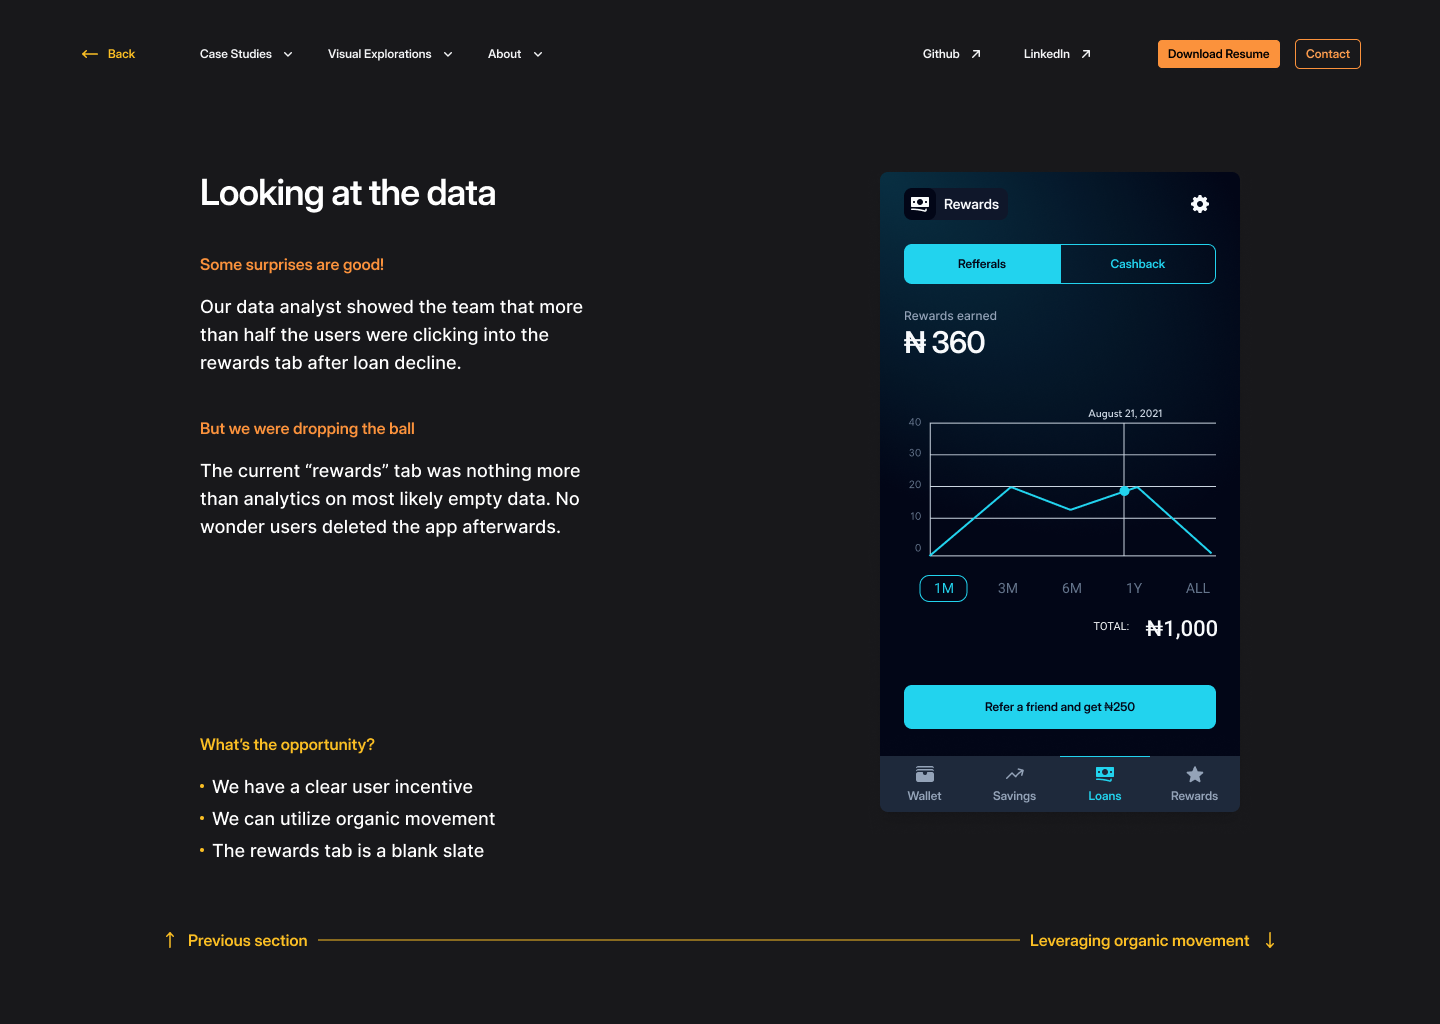 Back
Case Studies
Visual Explorations
About
Github
LinkedIn
Download Resume
Contact
Looking at the data
Some surprises are good!
Our data analyst showed the team that more
than half the users were clicking into the
rewards tab after loan decline.
But we were dropping the ball
The current “rewards” tab was nothing more
than analytics on most likely empty data. No
wonder users deleted the app afterwards.
What’s the opportunity?
• We have a clear user incentive
• We can utilize organic movement
• The rewards tab is a blank slate
Rewards
Refferals
Cashback
Rewards earned
₦ 360
August 21, 2021
40
30
20
10
0
1M
3M
6M
1Y
ALL
TOTAL: ₦1,000
Refer a friend and get ₦250
Wallet
Savings
Loans
Rewards
Previous section
Leveraging organic movement